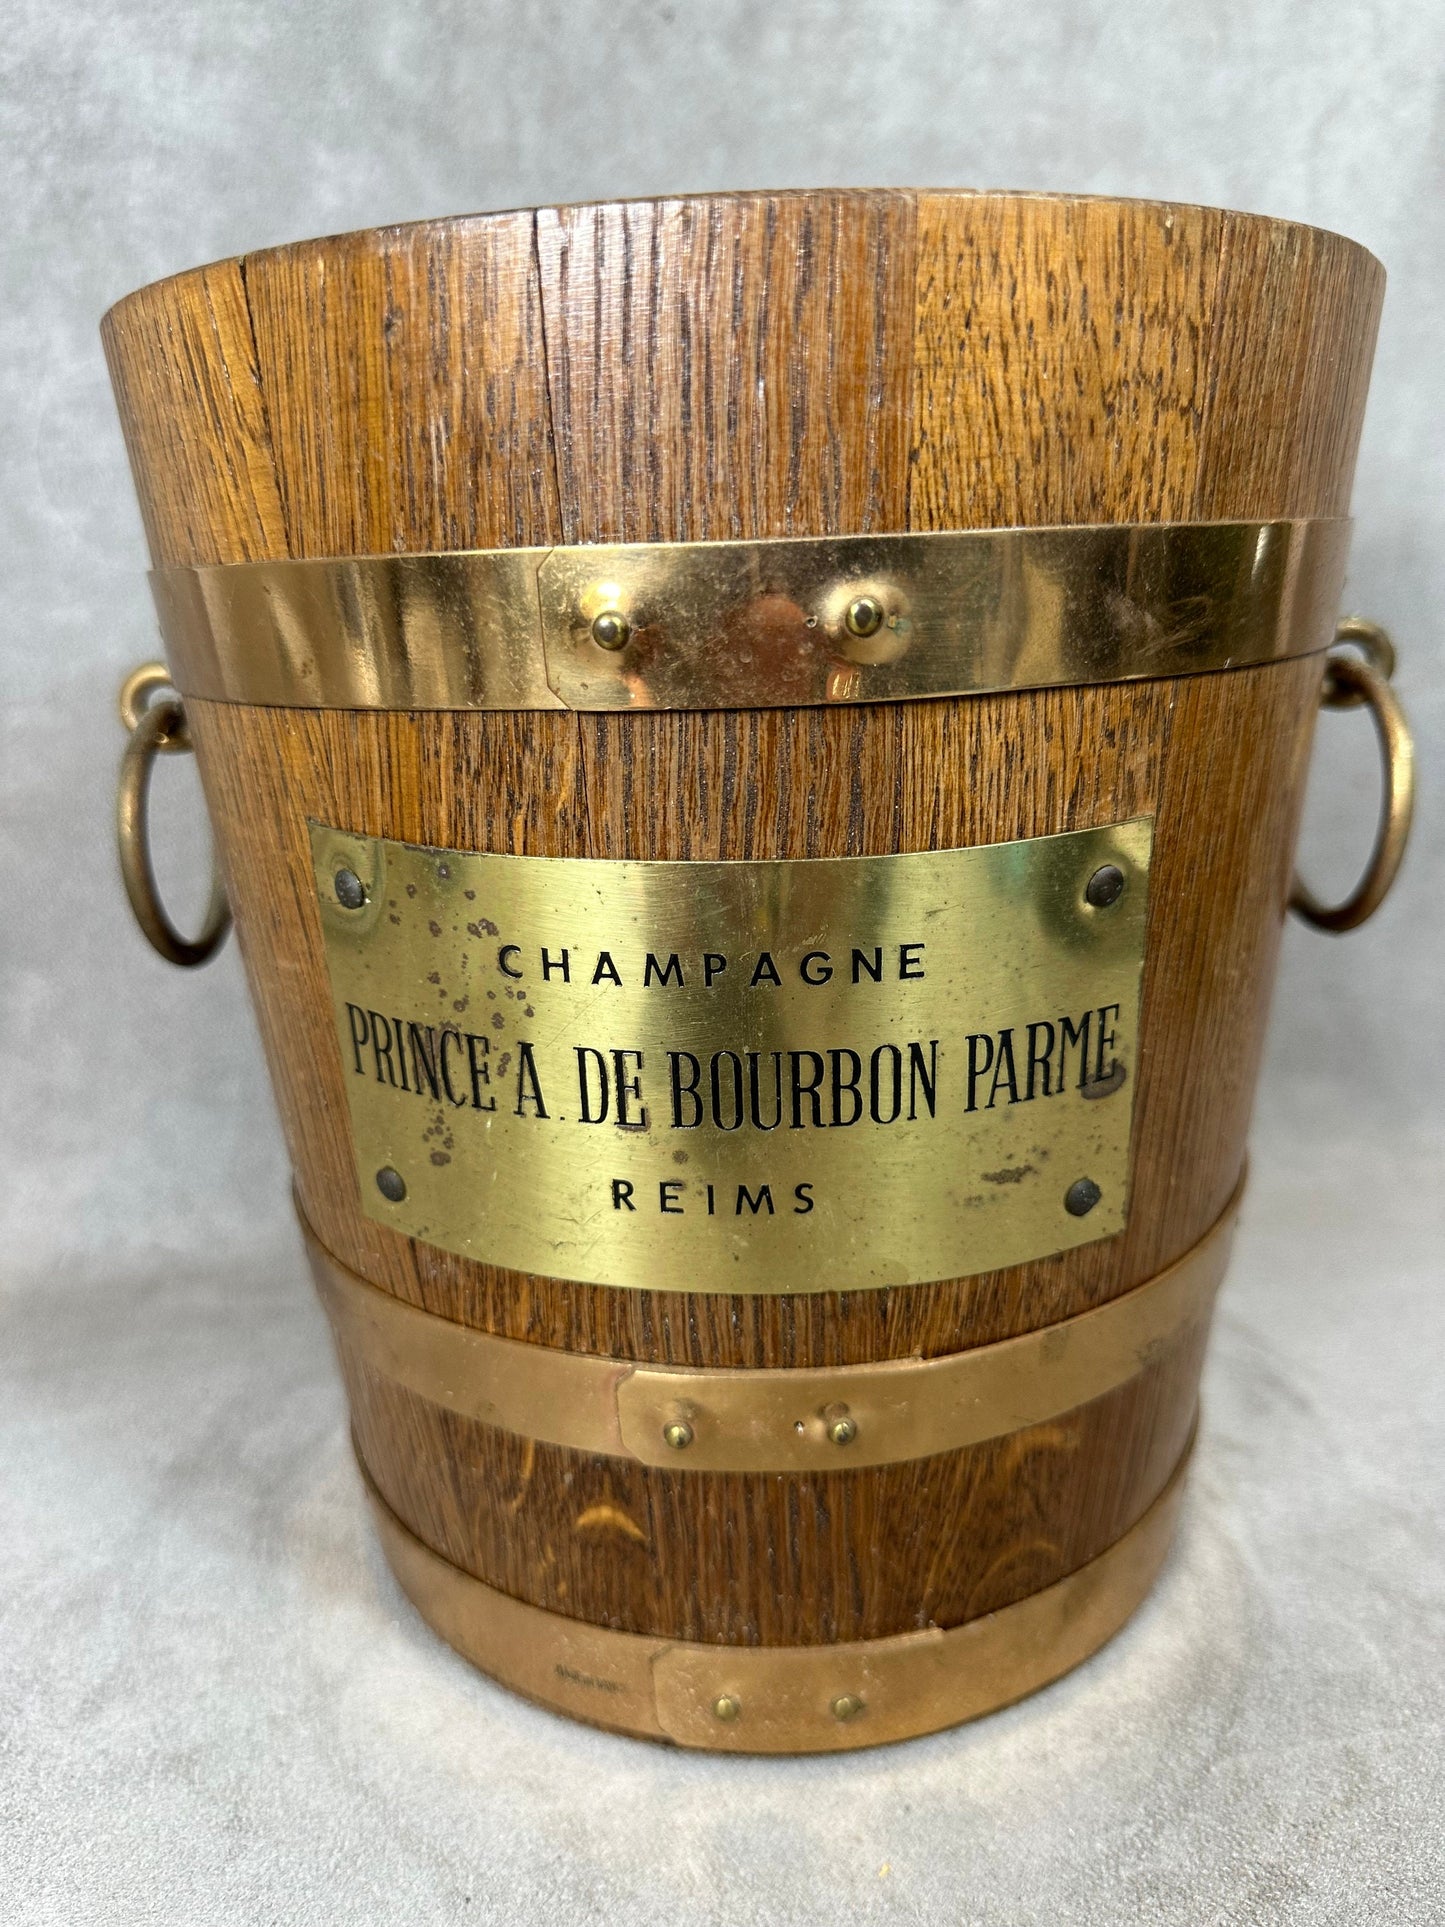 CHAMPAGNE
PRINCE A. DE BOURBON PARME
REIMS